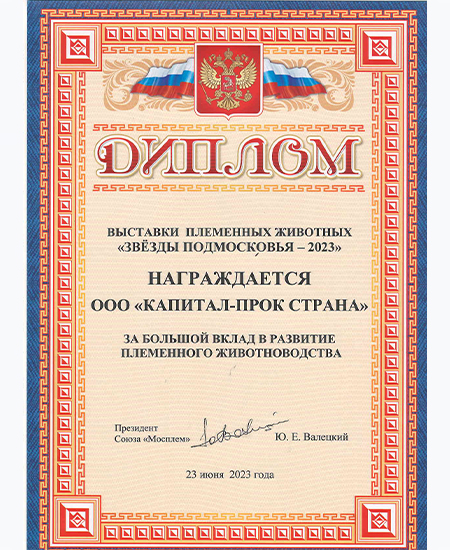 ДИПЛОМ
ВЫСТАВКИ ПЛЕМЕННЫХ ЖИВОТНЫХ
«ЗВЁЗДЫ ПОДМОСКОВЬЯ – 2023»
НАГРАЖДАЕТСЯ
ООО «КАПИТАЛ-ПРОК СТРАНА»
ЗА БОЛЬШОЙ ВКЛАД В РАЗВИТИЕ
ПЛЕМЕННОГО ЖИВОТНОВОДСТВА
Президент
Союза «Мосплем» Ю. Е. Валецкий
23 июня 2023 года